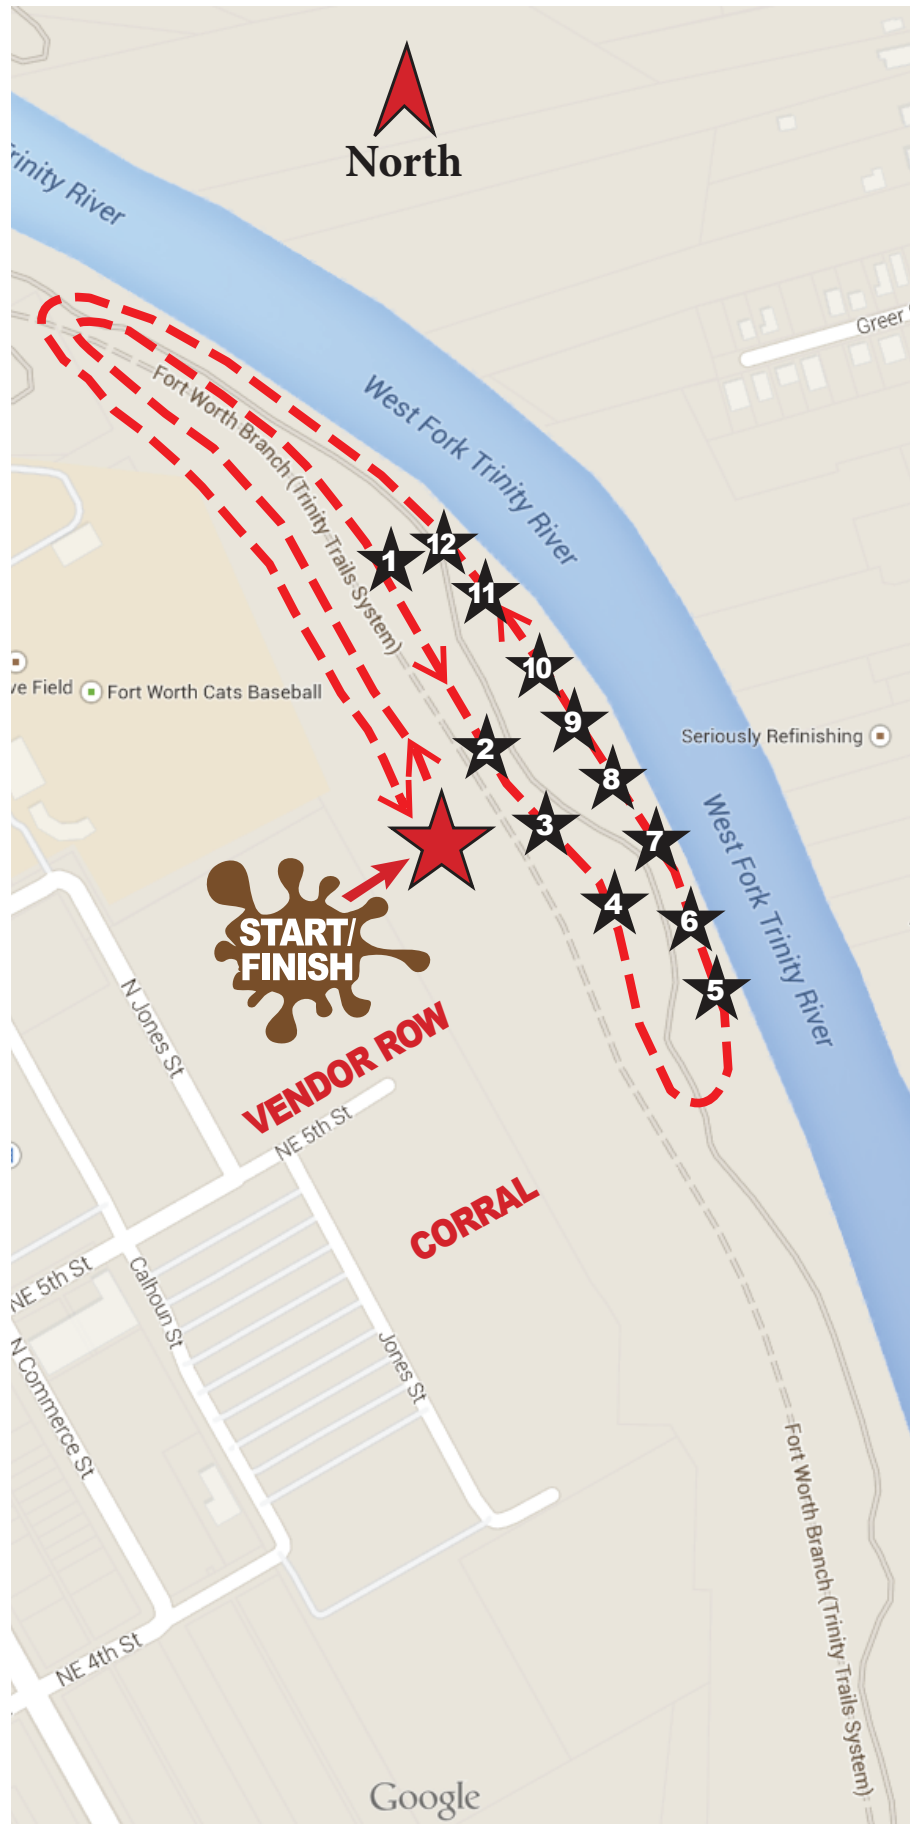 North
Trinity River
Greer
West Fork Trinity River
Fort Worth Branch (Trinity Trails System)
1
12
11
10
9
8
7
6
5
4
3
2
ve Field
Fort Worth Cats Baseball
Seriously Refinishing
West Fork Trinity River
START/
FINISH
N Jones St
VENDOR ROW
NE 5th St
CORRAL
NE 5th St
Calhoun St
N Commerce St
Jones St
NE 4th St
Fort Worth Branch (Trinity Trails System)
Google